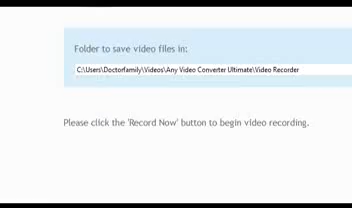 Folder to save video files in:
C:\Users\Doctorfamily\Videos\Any Video Converter Ultimate\Video Recorder
Please click the 'Record Now' button to begin video recording.